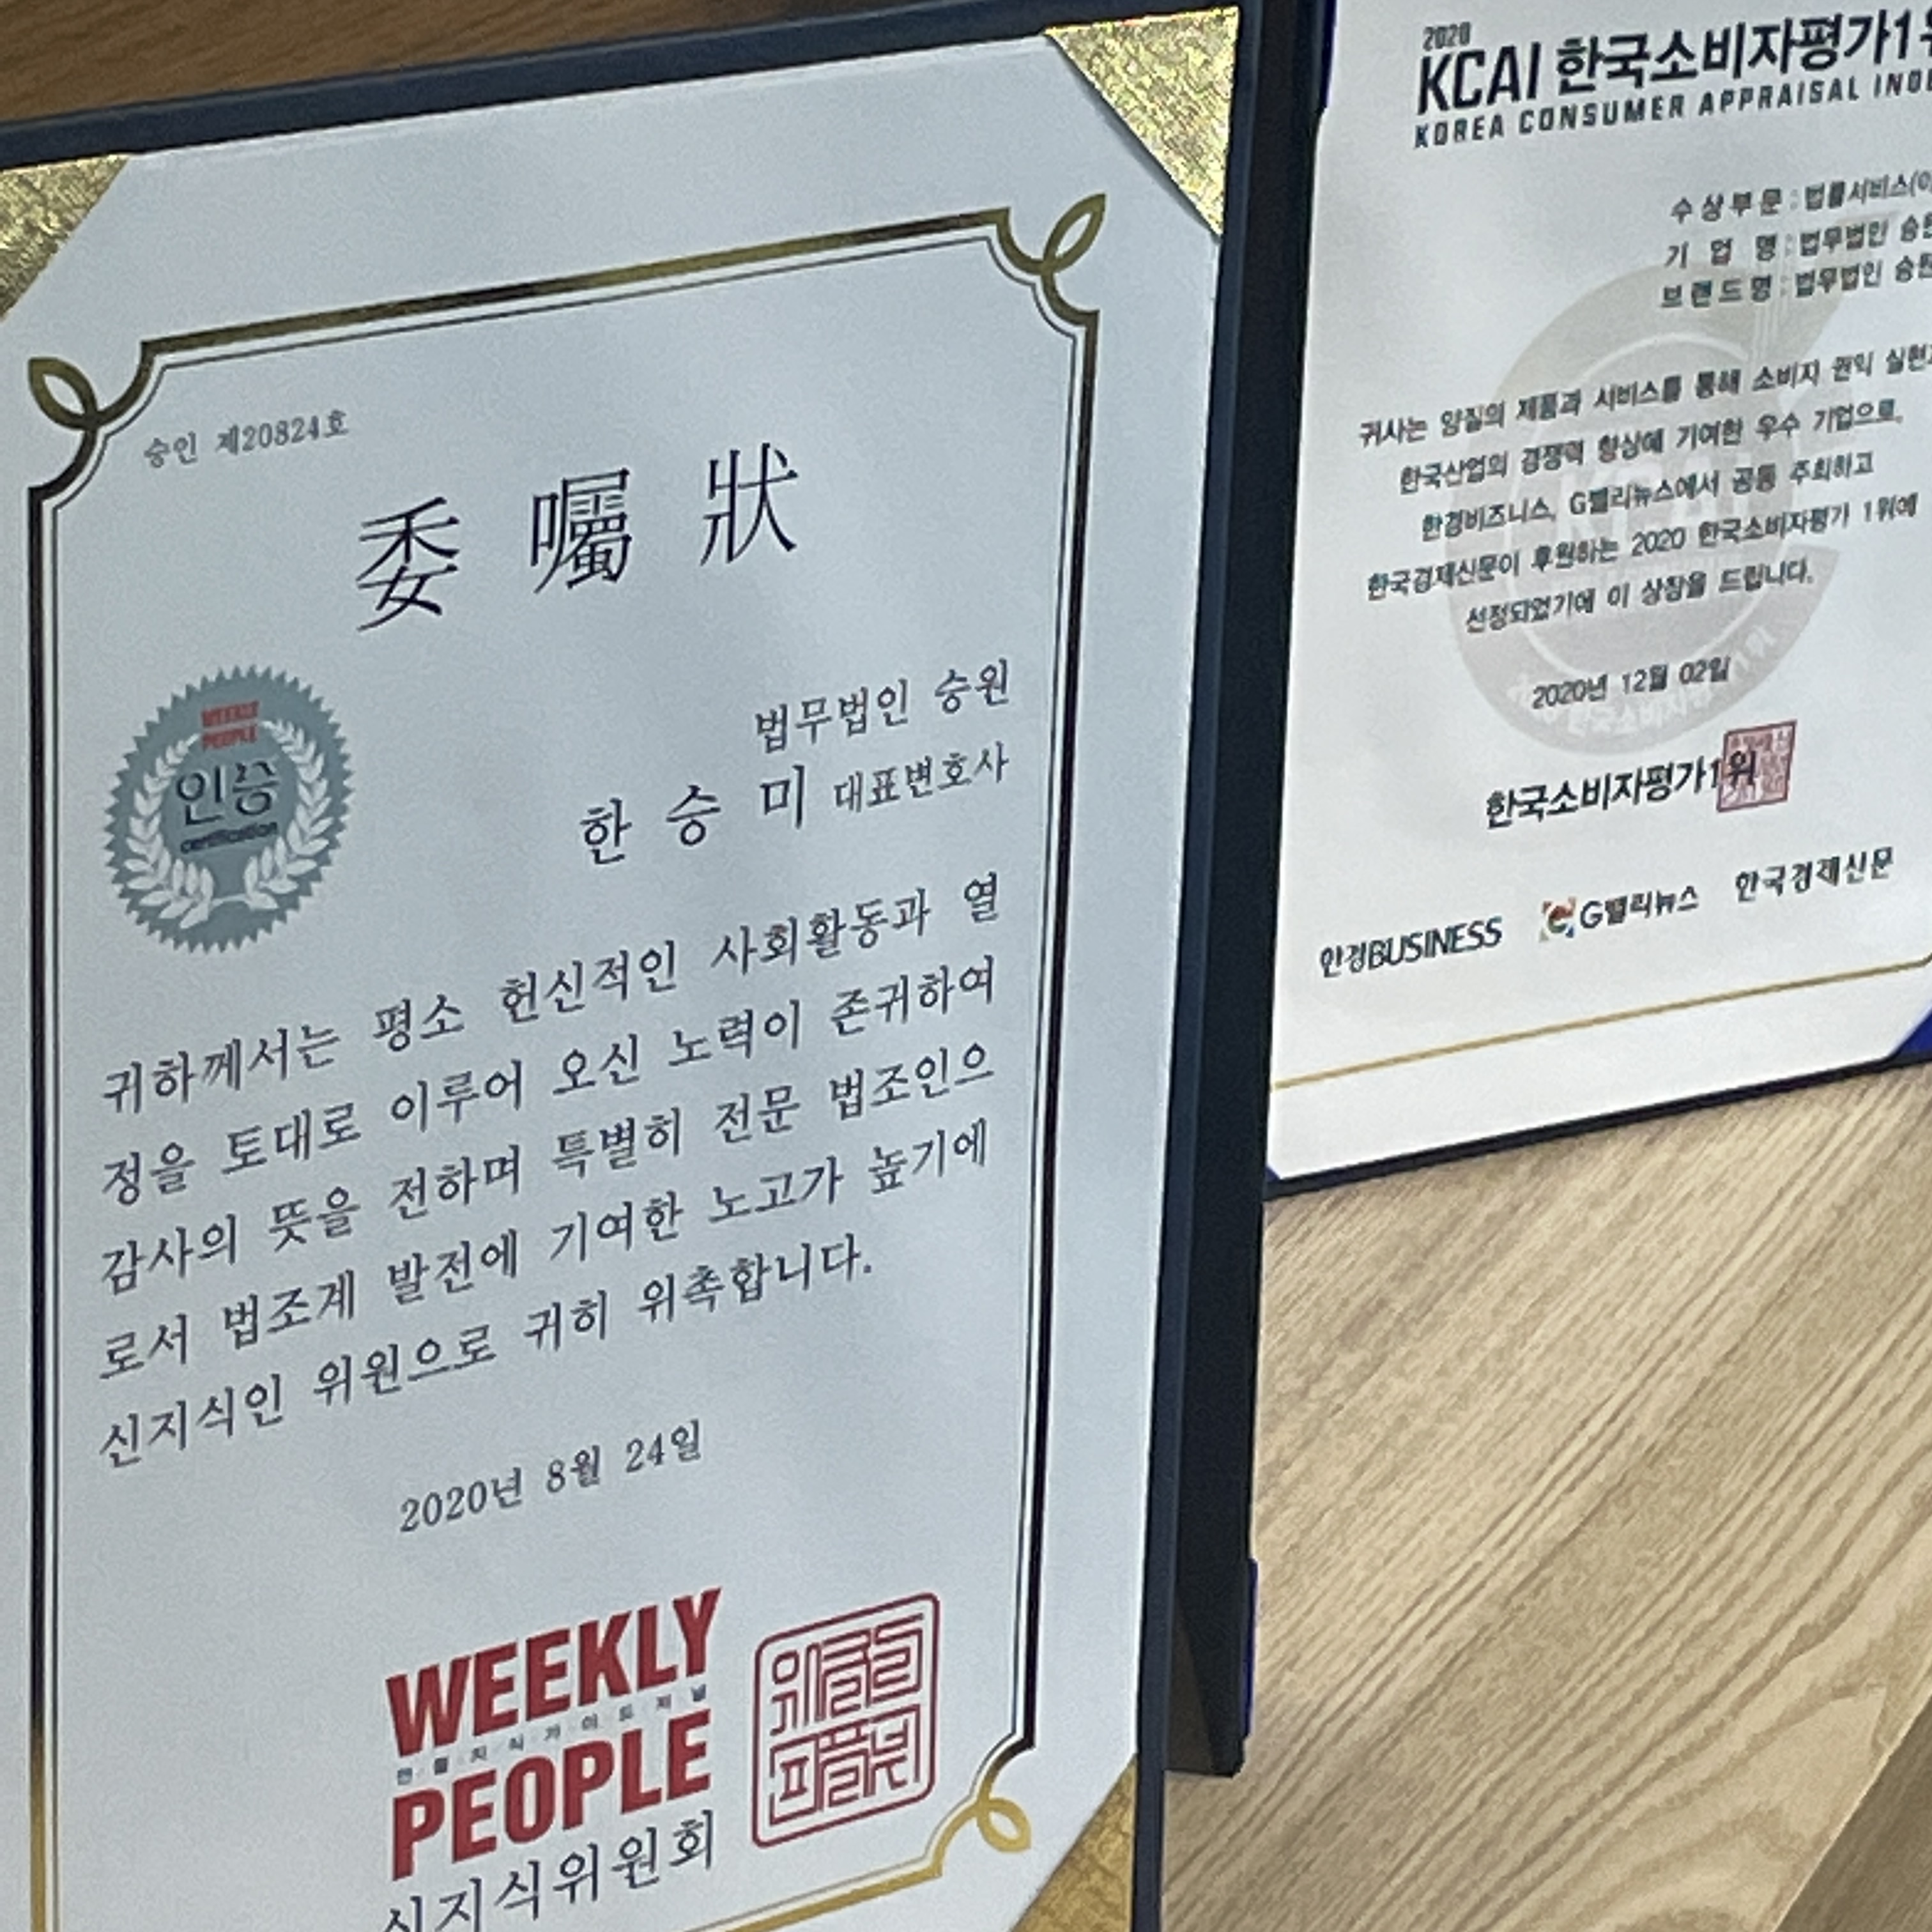 승인 제20824호
委囑狀
WEEKLY
PEOPLE
인증
certification
법무법인 승원
한승미 대표변호사
귀하께서는 평소 헌신적인 사회활동과 열
정을 토대로 이루어 오신 노력이 존귀하여
감사의 뜻을 전하며 특별히 전문 법조인으
로서 법조계 발전에 기여한 노고가 높기에
신지식인 위원으로 귀히 위촉합니다.
2020년 8월 24일
WEEKLY
PEOPLE
신지식위원회
위클리
피플인
2020
KCAI 한국소비자평가1위
KOREA CONSUMER APPRAISAL
수상부문 : 법률서비스
기업명 : 법무법인 승원
브랜드명 : 법무법인 승원
귀사는 양질의 제품과 서비스를 통해 소비자 권익 실현
한국산업의 경쟁력 향상에 기여한 우수 기업으로,
한경비즈니스, G밸리뉴스에서 공동 주최하고
한국경제신문이 후원하는 2020 한국소비자평가 1위에
선정되었기에 이 상장을 드립니다.
2020년 12월 02일
한국소비자평가1위
한경BUSINESS G밸리뉴스 한국경제신문